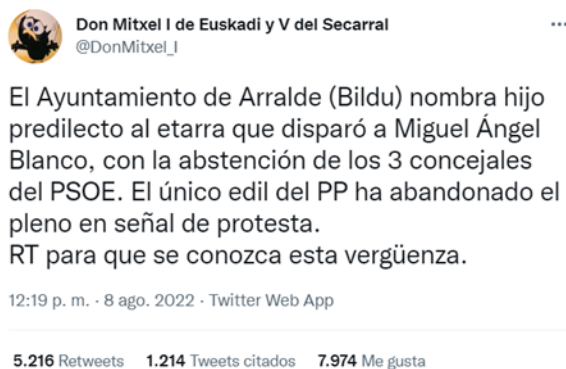 Don Mitxel I de Euskadi y V del Secarral
@DonMitxel_I
El Ayuntamiento de Arralde (Bildu) nombra hijo
predilecto al etarra que disparó a Miguel Ángel
Blanco, con la abstención de los 3 concejales
del PSOE. El único edil del PP ha abandonado el
pleno en señal de protesta.
RT para que se conozca esta vergüenza.
12:19 p. m. · 8 ago. 2022 · Twitter Web App
5.216 Retweets 1.214 Tweets citados 7.974 Me gusta